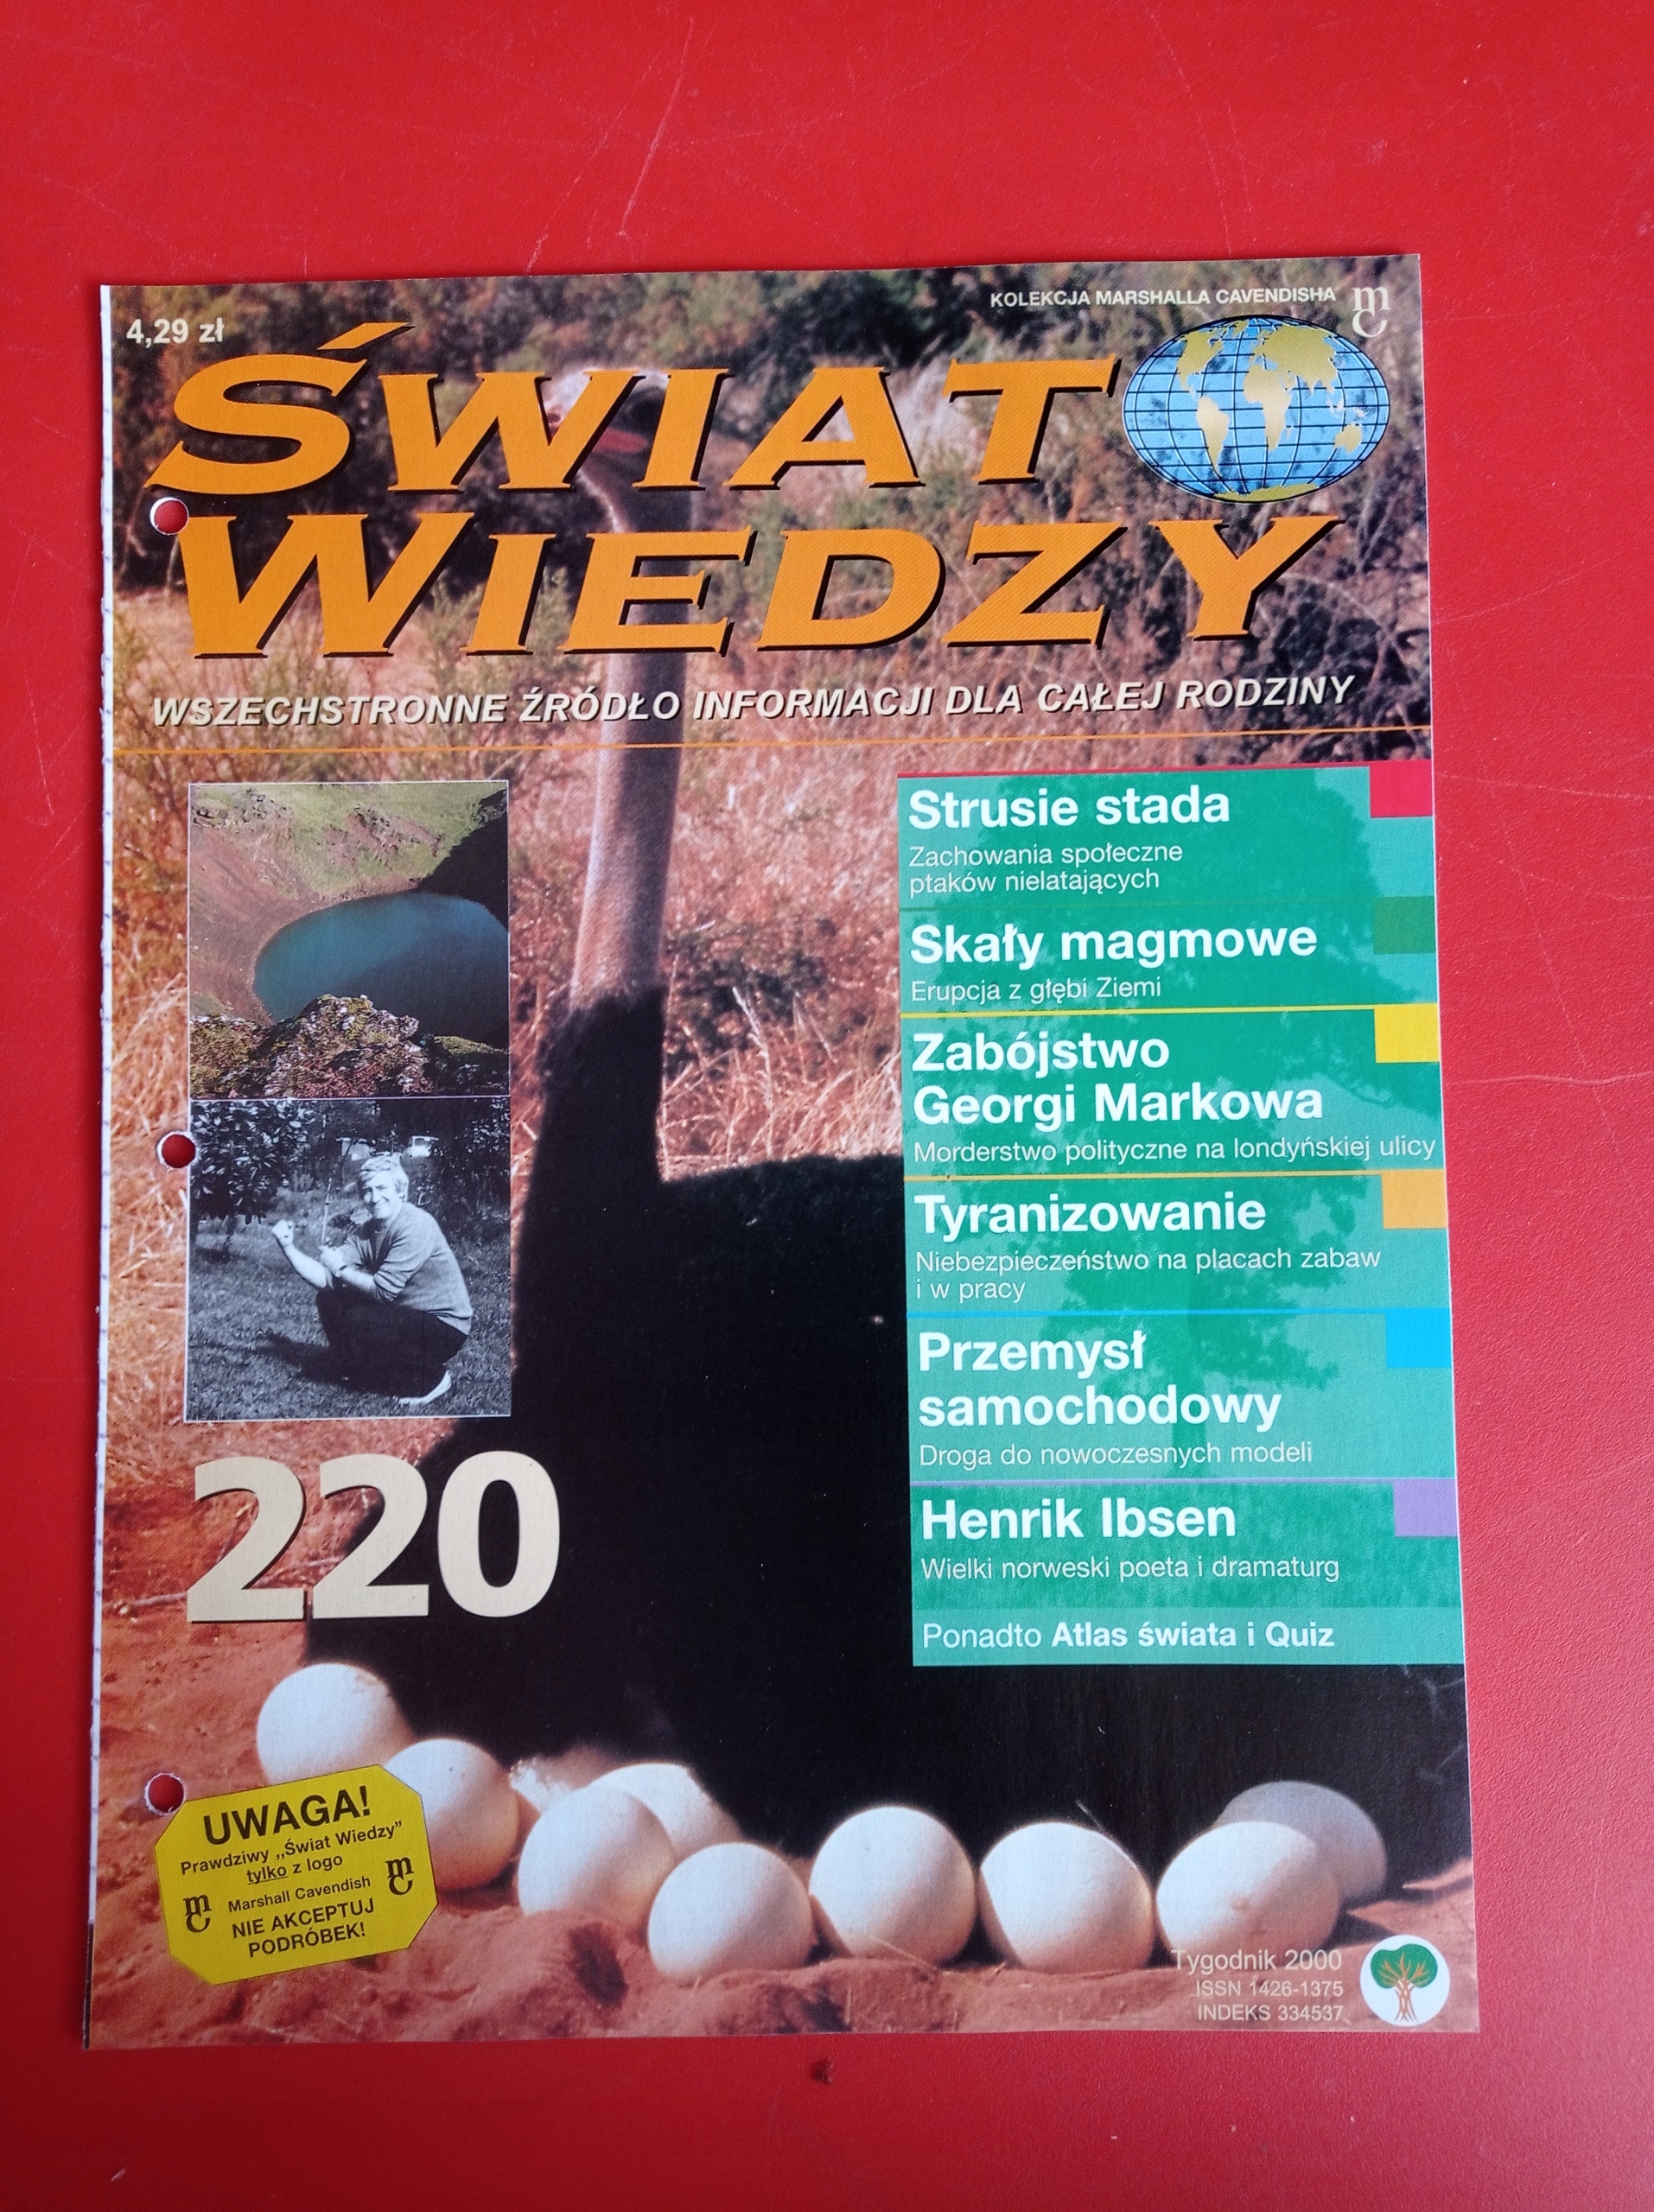 KOLEKCJA MARSHALLA CAVENDISHA mc
4,29 zł
ŚWIAT
WIEDZY
WSZECHSTRONNE ŹRÓDŁO INFORMACJI DLA CAŁEJ RODZINY
Strusie stada
Zachowania społeczne
ptaków nielatających
Skały magmowe
Erupcja z głębi Ziemi
Zabójstwo
Georgi Markowa
Morderstwo polityczne na londyńskiej ulicy
Tyranizowanie
Niebezpieczeństwo na placach zabaw
i w pracy
Przemysł
samochodowy
Droga do nowoczesnych modeli
Henrik Ibsen
Wielki norweski poeta i dramaturg
Ponadto Atlas świata i Quiz
220
UWAGA!
Prawdziwy „Świat Wiedzy”
tylko z logo
mc Marshall Cavendish mc
NIE AKCEPTUJ
PODRÓBEK!
Tygodnik 2000
ISSN 1426-1375
INDEKS 334537